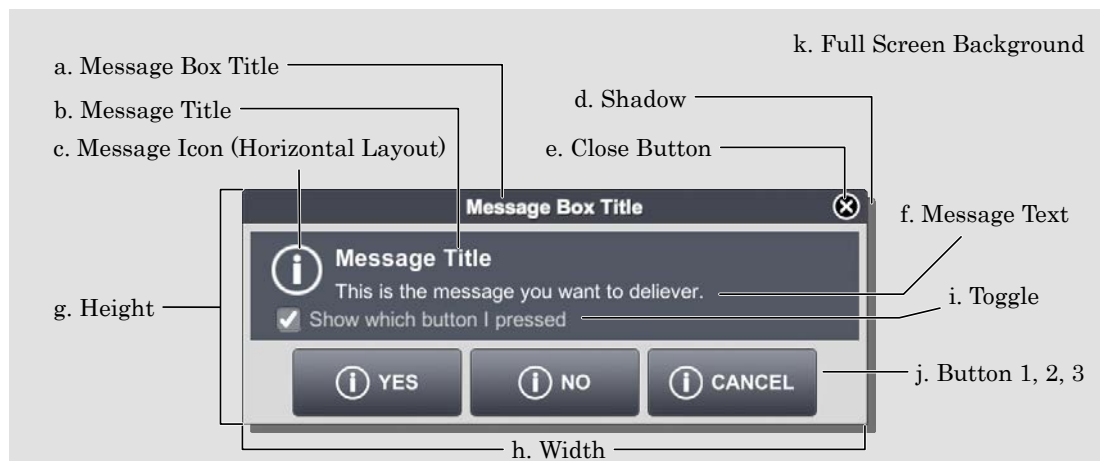 k. Full Screen Background
a. Message Box Title
b. Message Title
d. Shadow
c. Message Icon (Horizontal Layout)
e. Close Button
Message Box Title
f. Message Text
Message Title
This is the message you want to deliever.
i. Toggle
g. Height
Show which button I pressed
YES
NO
CANCEL
j. Button 1, 2, 3
h. Width